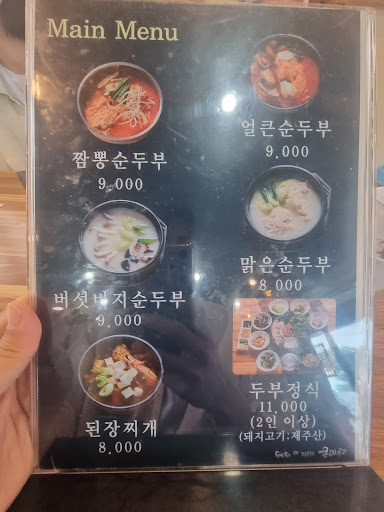 Main Menu
짬뽕순두부
9,000
얼큰순두부
9,000
버섯비지순두부
9,000
맑은순두부
8,000
된장찌개
8,000
두부정식
11,000
(2인 이상)
(돼지고기:제주산)